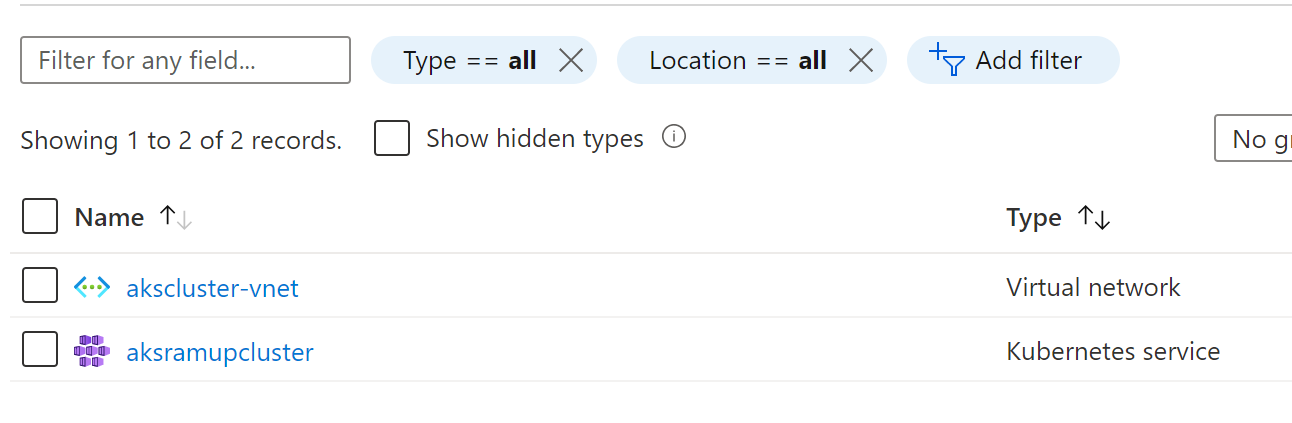 Filter for any field...
Type == all
Location == all
Add filter
Showing 1 to 2 of 2 records.
Show hidden types
No g
Name
Type
akscluster-vnet
Virtual network
aksramupcluster
Kubernetes service